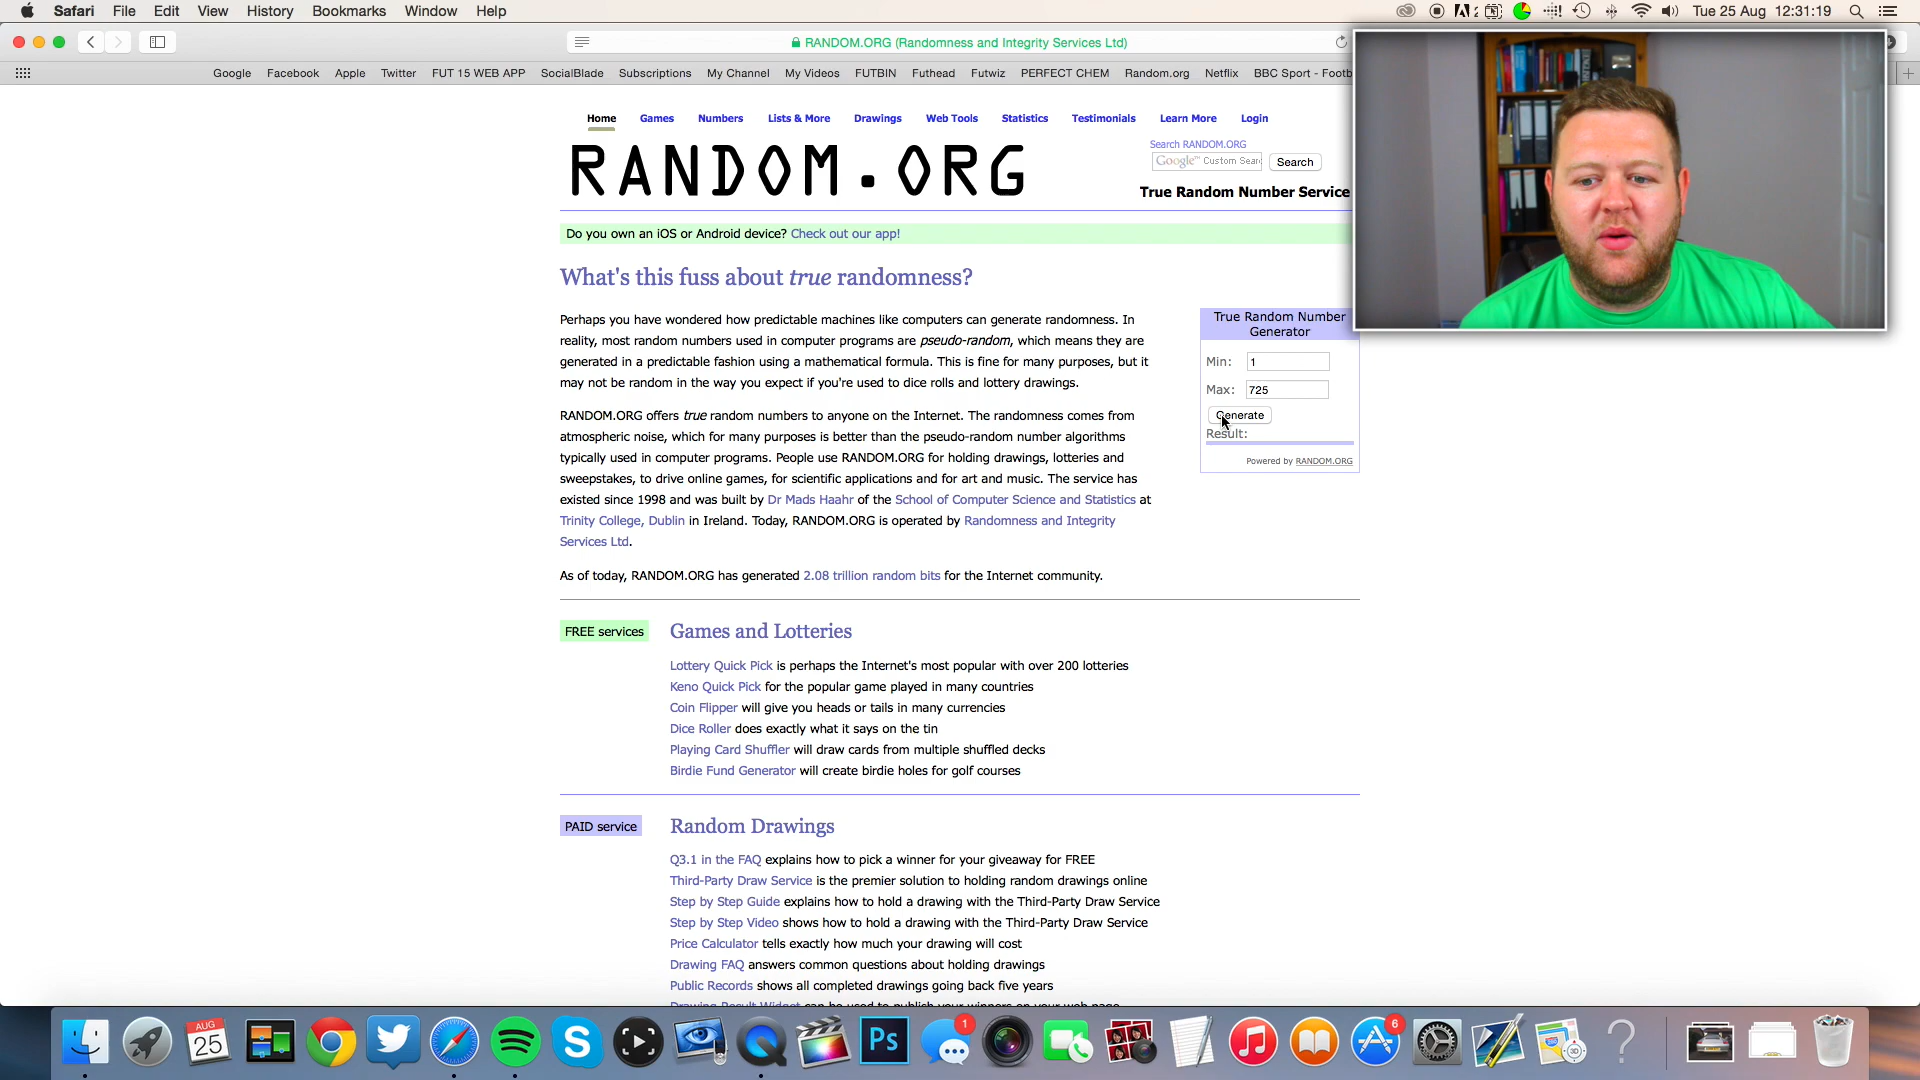 Safari File Edit View History Bookmarks Window Help
2
Tue 25 Aug 12:31:19
RANDOM.ORG (Randomness and Integrity Services Ltd)
Google Facebook Apple Twitter FUT 15 WEB APP SocialBlade Subscriptions My Channel My Videos FUTBIN Futhead Futwiz PERFECT CHEM Random.org Netflix BBC Sport - Footb
Home Games Numbers Lists & More Drawings Web Tools Statistics Testimonials Learn More Login
RANDOM.ORG
Search RANDOM.ORG
Google™ Custom Sear
Search
True Random Number Service
Do you own an iOS or Android device? Check out our app!
What's this fuss about true randomness?
Perhaps you have wondered how predictable machines like computers can generate randomness. In
reality, most random numbers used in computer programs are pseudo-random, which means they are
generated in a predictable fashion using a mathematical formula. This is fine for many purposes, but it
may not be random in the way you expect if you're used to dice rolls and lottery drawings.
RANDOM.ORG offers true random numbers to anyone on the Internet. The randomness comes from
atmospheric noise, which for many purposes is better than the pseudo-random number algorithms
typically used in computer programs. People use RANDOM.ORG for holding drawings, lotteries and
sweepstakes, to drive online games, for scientific applications and for art and music. The service has
existed since 1998 and was built by Dr Mads Haahr of the School of Computer Science and Statistics at
Trinity College, Dublin in Ireland. Today, RANDOM.ORG is operated by Randomness and Integrity
Services Ltd.
As of today, RANDOM.ORG has generated 2.08 trillion random bits for the Internet community.
True Random Number
Generator
Min: 1
Max: 725
Generate
Result:
Powered by RANDOM.ORG
FREE services
Games and Lotteries
Lottery Quick Pick is perhaps the Internet's most popular with over 200 lotteries
Keno Quick Pick for the popular game played in many countries
Coin Flipper will give you heads or tails in many currencies
Dice Roller does exactly what it says on the tin
Playing Card Shuffler will draw cards from multiple shuffled decks
Birdie Fund Generator will create birdie holes for golf courses
PAID service
Random Drawings
Q3.1 in the FAQ explains how to pick a winner for your giveaway for FREE
Third-Party Draw Service is the premier solution to holding random drawings online
Step by Step Guide explains how to hold a drawing with the Third-Party Draw Service
Step by Step Video shows how to hold a drawing with the Third-Party Draw Service
Price Calculator tells exactly how much your drawing will cost
Drawing FAQ answers common questions about holding drawings
Public Records shows all completed drawings going back five years
Drawing Result Widget can be used to publish your winners on your web page
AUG
25
Ps
1
6
3D